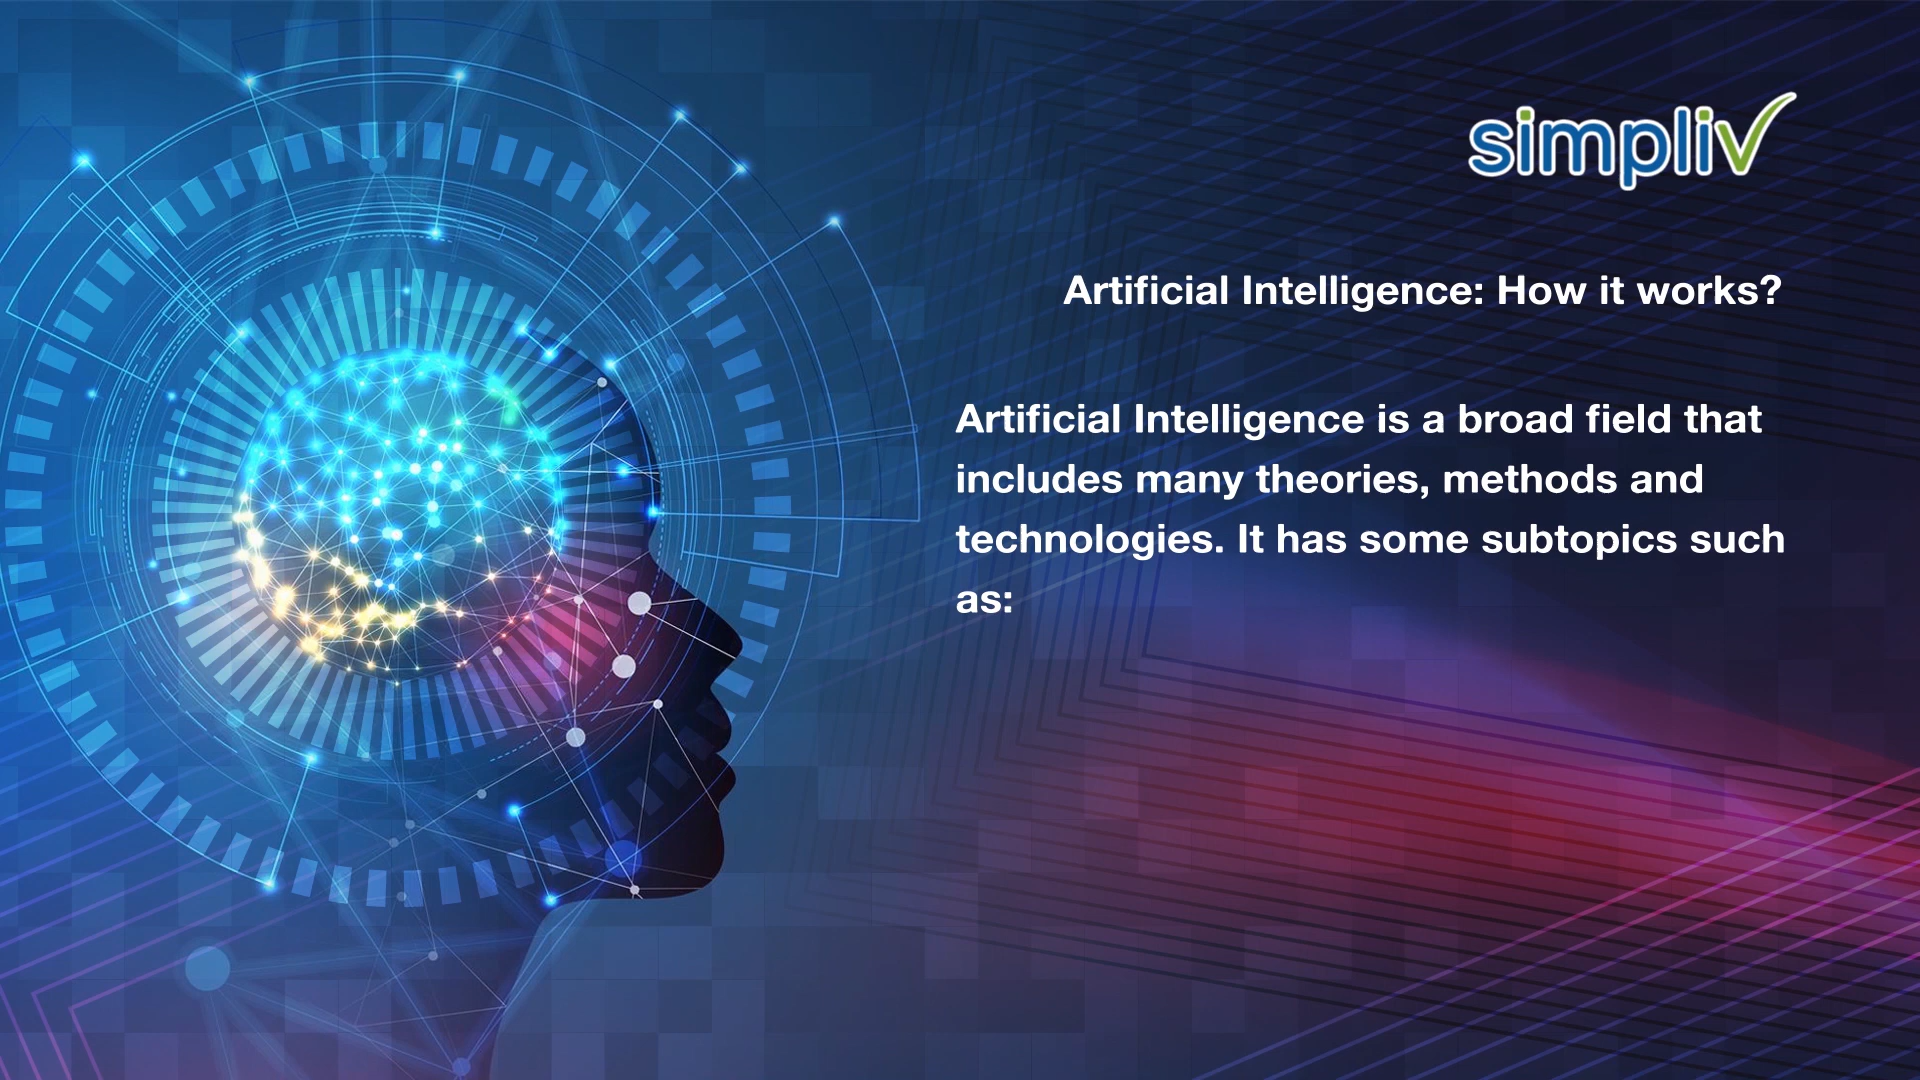 simpliv
Artificial Intelligence: How it works?
Artificial Intelligence is a broad field that
includes many theories, methods and
technologies. It has some subtopics such
as: